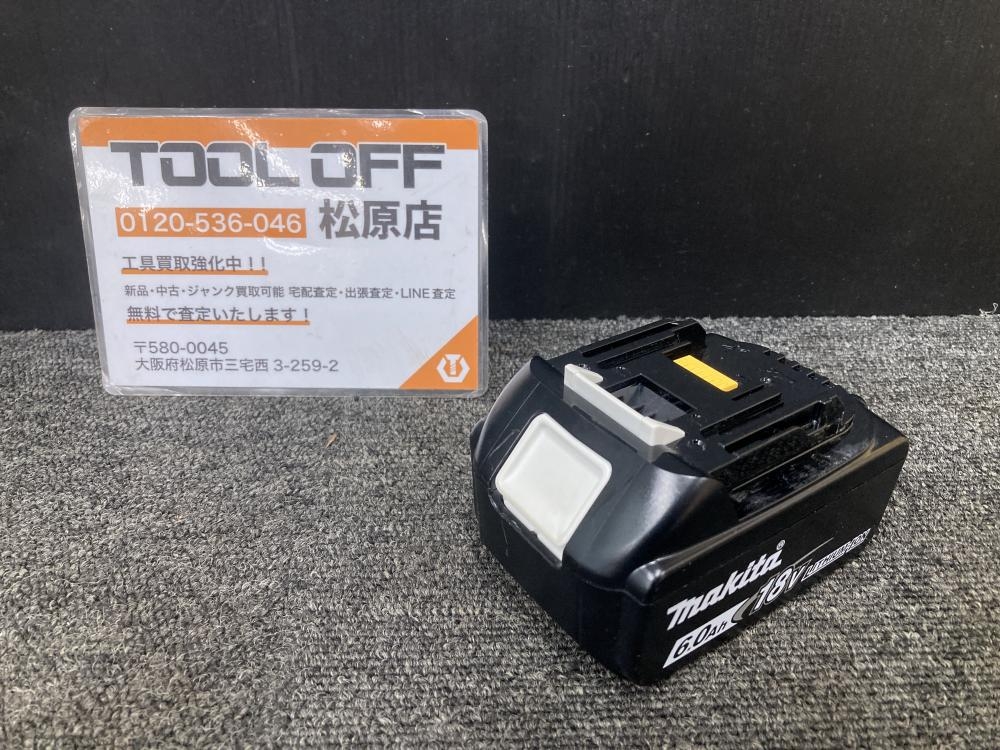 TOOL OFF
0120-536-046 松原店
工具買取強化中!!
新品・中古・ジャンク買取可能 宅配査定・出張査定・LINE査定
無料で査定いたします!
〒580-0045
大阪府松原市三宅西 3-259-2
makita®
6.0Ah 18V LITHIUM-ION